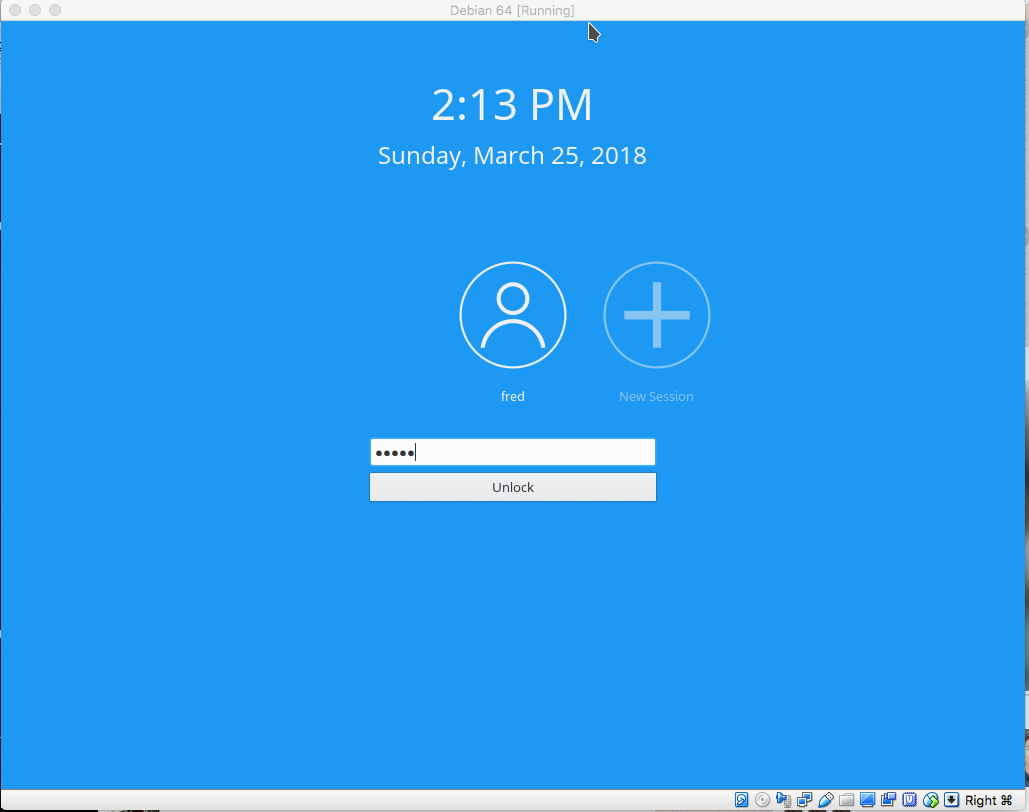 Debian 64 [Running]
2:13 PM
Sunday, March 25, 2018
fred
New Session
•••••
Unlock
Right ⌘